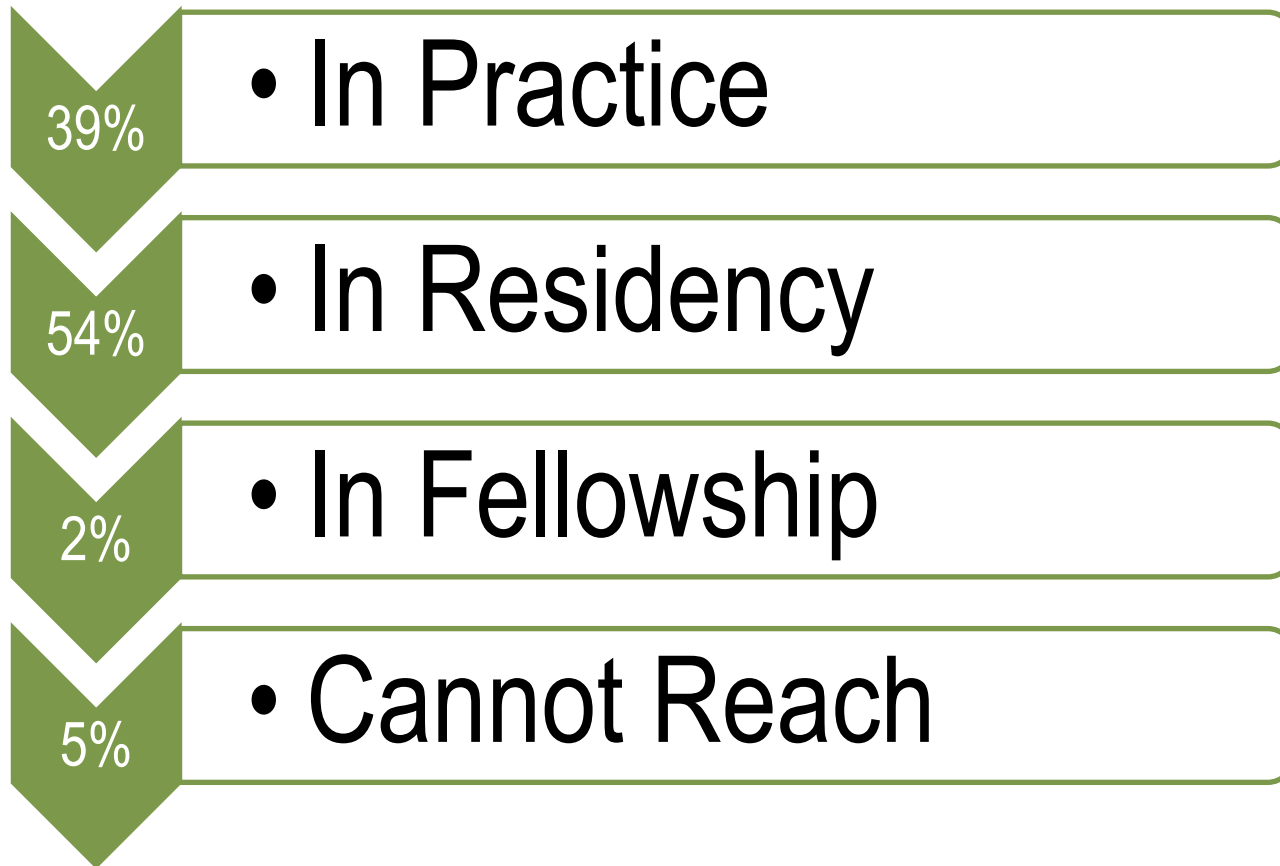 39%
• In Practice
54%
• In Residency
2%
• In Fellowship
5%
• Cannot Reach